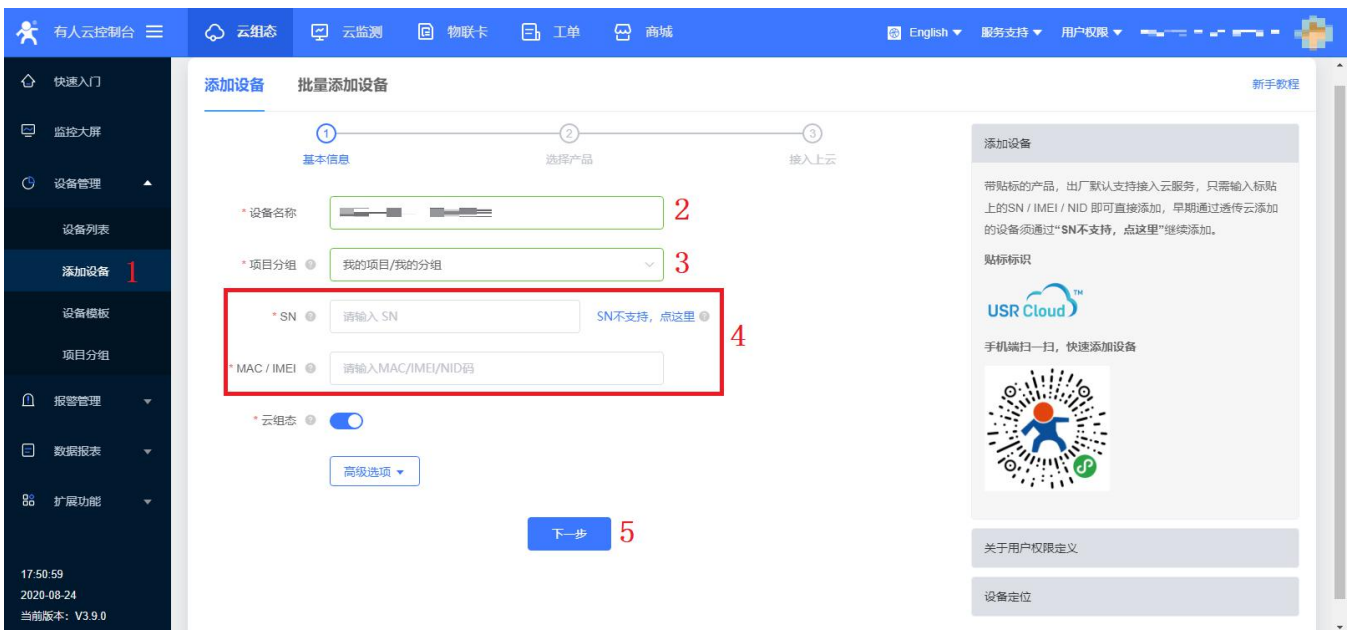 有人云控制台 云组态 云监测 物联卡 工单 商城 English 服务支持 用户权限
快速入门
监控大屏
设备管理
设备列表
添加设备 1
设备模板
项目分组
报警管理
数据报表
扩展功能
17:50:59
2020-08-24
当前版本：V3.9.0
添加设备 批量添加设备 新手教程
1 2 3
基本信息 选择产品 接入上云
* 设备名称 2
* 项目分组 我的项目/我的分组 3
* SN 请输入 SN SN不支持，点这里
4
* MAC / IMEI 请输入MAC/IMEI/NID码
* 云组态
高级选项
下一步 5
添加设备
带贴标的产品，出厂默认支持接入云服务，只需输入标贴
上的SN / IMEI / NID 即可直接添加，早期通过透传云添加
的设备须通过“SN不支持，点这里”继续添加。
贴标标识
USR Cloud TM
手机端扫一扫，快速添加设备
关于用户权限定义
设备定位